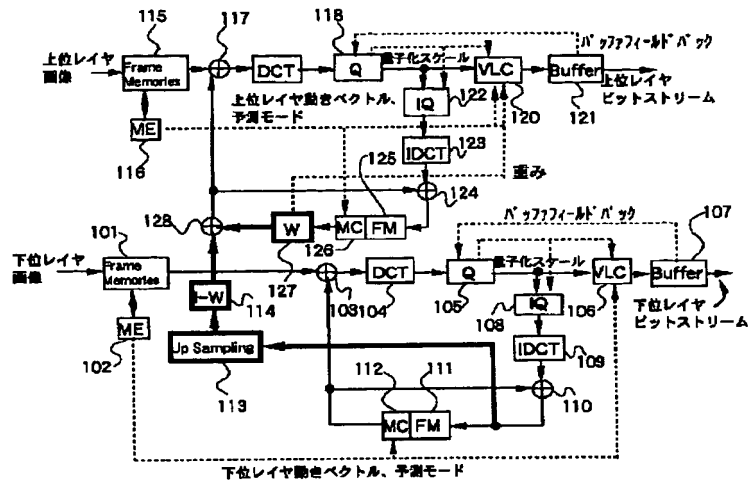 115
117
118
バッファフィールドバック
上位レイヤ
画像
Frame
Memories
DCT
Q
量子化スケール
VLC
Buffer
上位レイヤ
ビットストリーム
上位レイヤ動きベクトル、
予測モード
IQ
122
120
121
ME
116
IDCT
123
125
重み
124
128
W
MC
FM
126
127
101
バッファフィールドバック
107
下位レイヤ
画像
Frame
Memories
DCT
Q
量子化スケール
VLC
Buffer
I-W
114
103
104
105
106
下位レイヤ
ビットストリーム
IQ
108
ME
102
Up Sampling
113
IDCT
109
112
111
110
MC
FM
下位レイヤ動きベクトル、予測モード